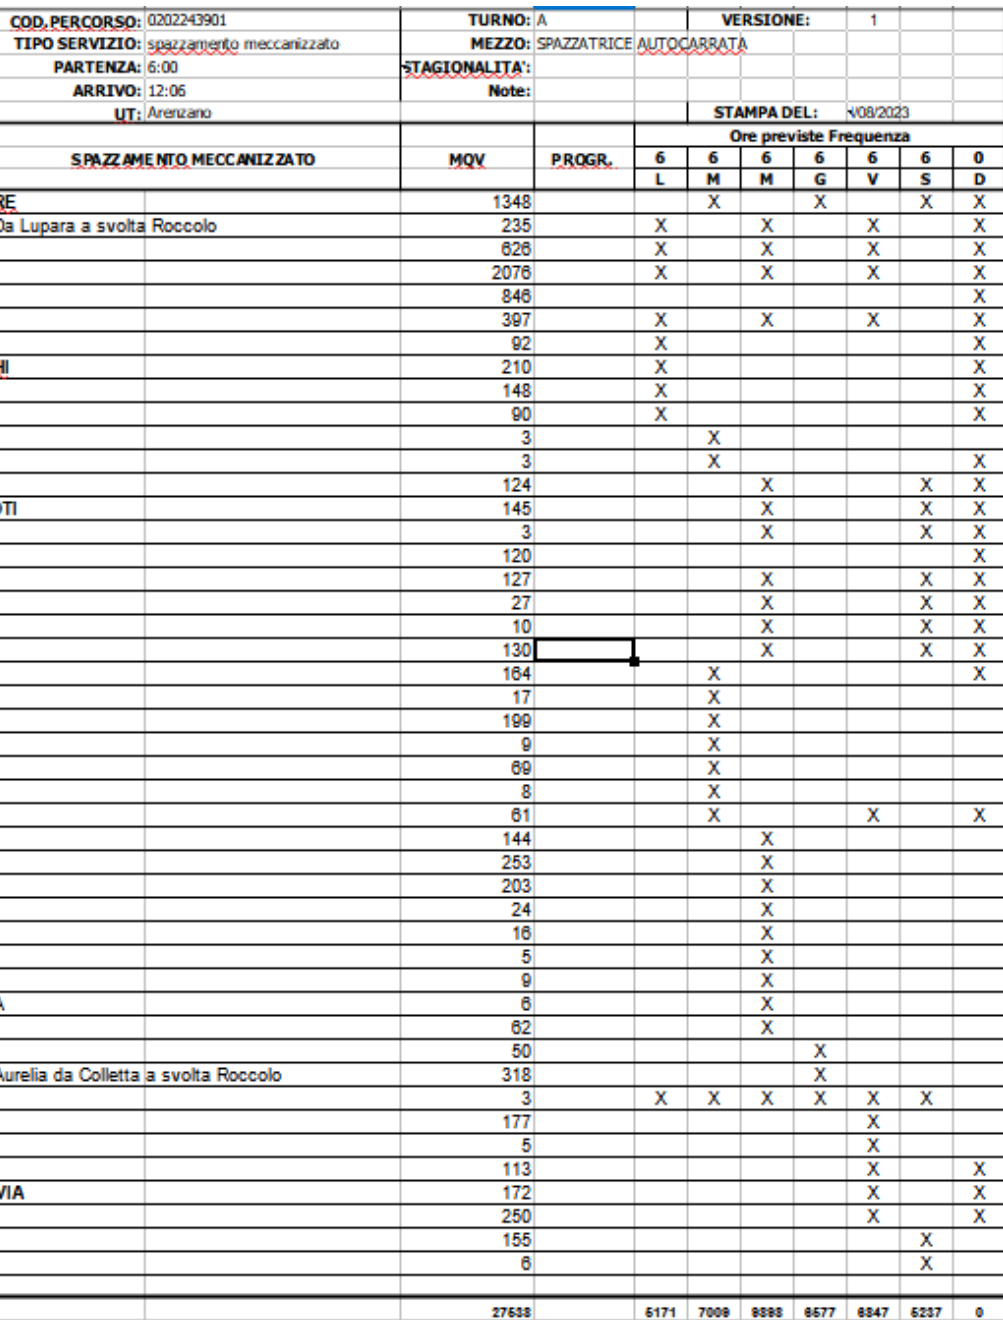 COD.PERCORSO: 0202243901 TURNO: A VERSIONE: 1
TIPO SERVIZIO: spazzamento meccanizzato MEZZO: SPAZZATRICE AUTOCARRATA
PARTENZA: 6:00 STAGIONALITA':
ARRIVO: 12:06 Note:
UT: Arenzano STAMPA DEL: /08/2023
Ore previste Frequenza
SPAZZAMENTO MECCANIZZATO MQV PROGR. 6 6 6 6 6 6 0
L M M G V S D
RE 1348 X X X X
Da Lupara a svolta Roccolo 235 X X X X
626 X X X X
2076 X X X X
846 X
397 X X X X
92 X X
HI 210 X X
148 X X
90 X X
3 X
3 X X
124 X X X
OTI 145 X X X
3 X X X
120 X
127 X X X
27 X X X
10 X X X
130 X X X
164 X X
17 X
199 X
9 X
69 X
8 X
61 X X X
144 X
253 X
203 X
24 X
16 X
5 X
9 X
A 6 X
62 X
50 X
Aurelia da Colletta a svolta Roccolo 318 X
3 X X X X X X
177 X
5 X
113 X X
VIA 172 X X
250 X X
155 X
6 X
7009 6577 6847 0